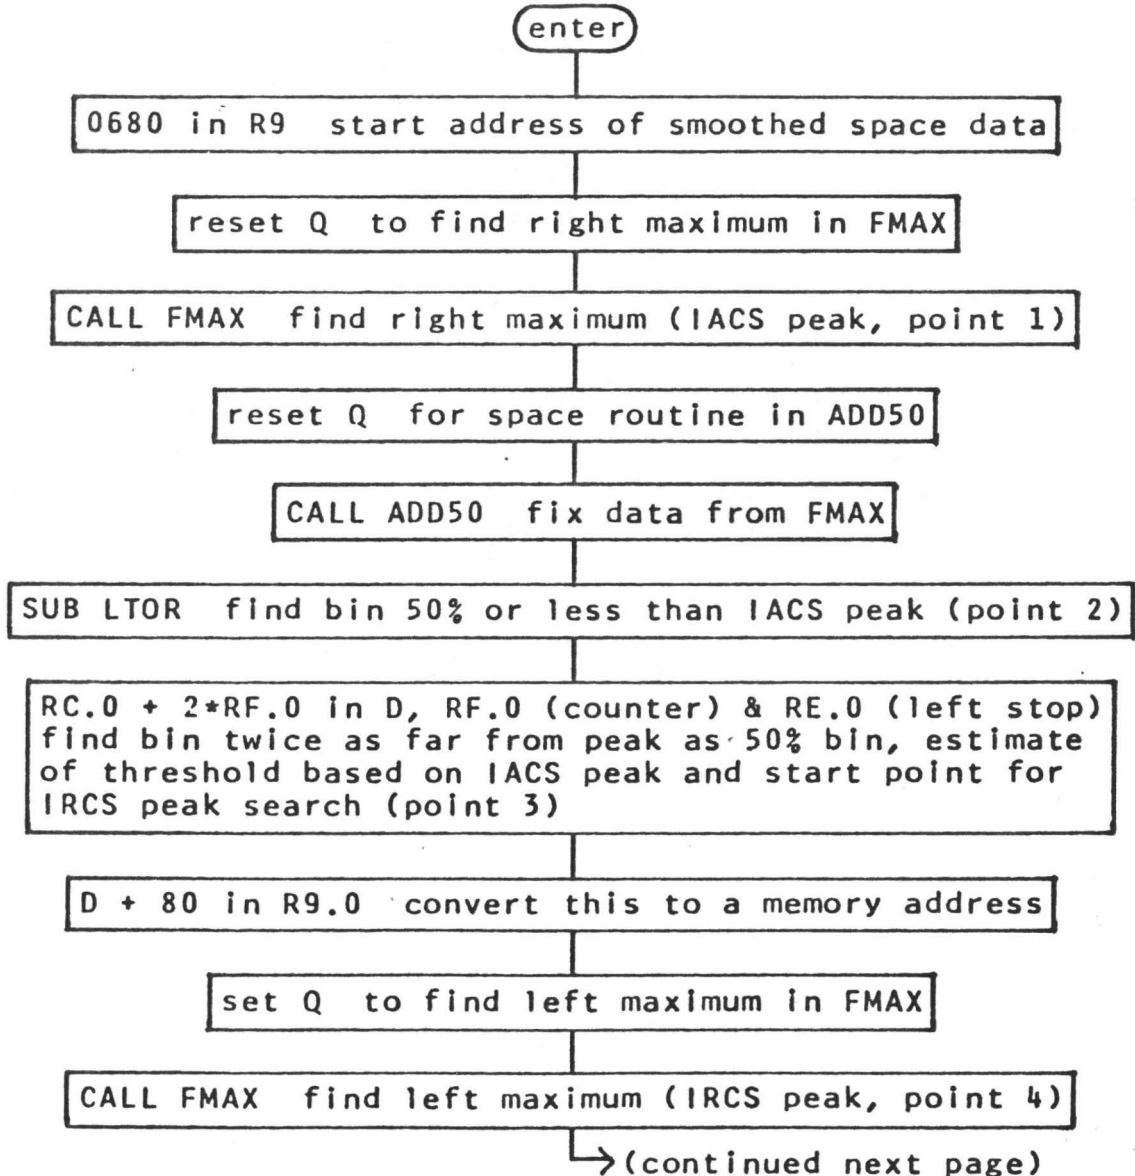 enter
0680 in R9 start address of smoothed space data
reset Q to find right maximum in FMAX
CALL FMAX find right maximum (IACS peak, point 1)
reset Q for space routine in ADD50
CALL ADD50 fix data from FMAX
SUB LTOR find bin 50% or less than IACS peak (point 2)
RC.0 + 2*RF.0 in D, RF.0 (counter) & RE.0 (left stop)
find bin twice as far from peak as 50% bin, estimate
of threshold based on IACS peak and start point for
IRCS peak search (point 3)
D + 80 in R9.0 convert this to a memory address
set Q to find left maximum in FMAX
CALL FMAX find left maximum (IRCS peak, point 4)
(continued next page)